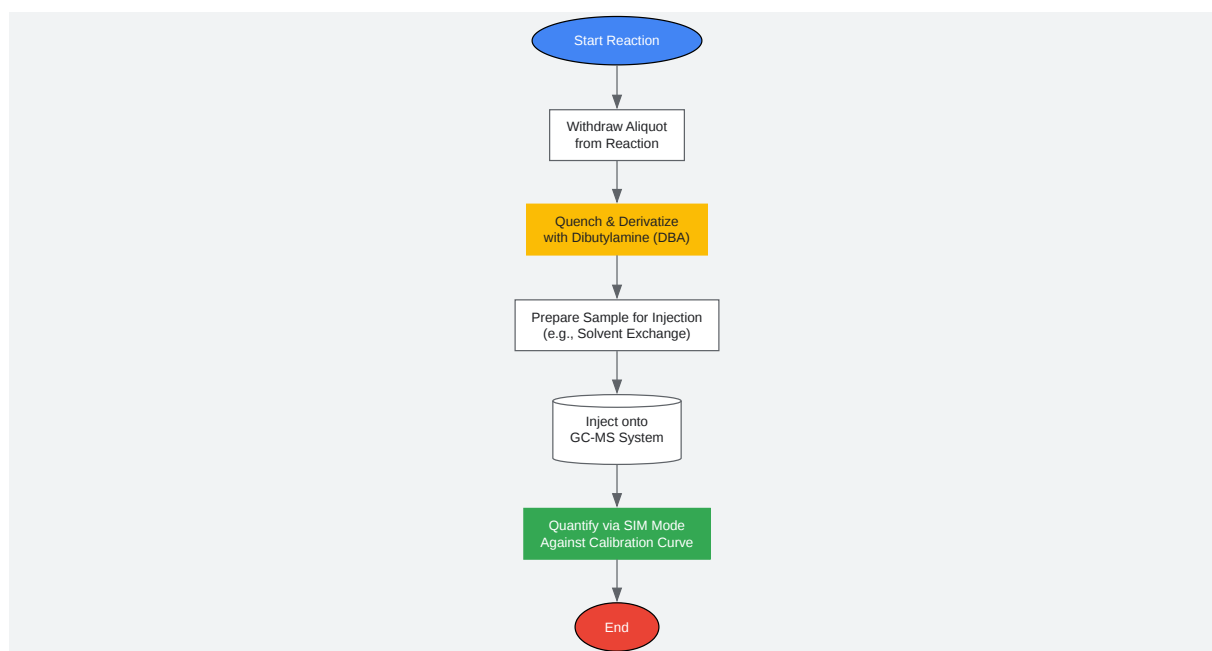 Start Reaction
Withdraw Aliquot
from Reaction
Quench & Derivatize
with Dibutylamine (DBA)
Prepare Sample for Injection
(e.g., Solvent Exchange)
Inject onto
GC-MS System
Quantify via SIM Mode
Against Calibration Curve
End